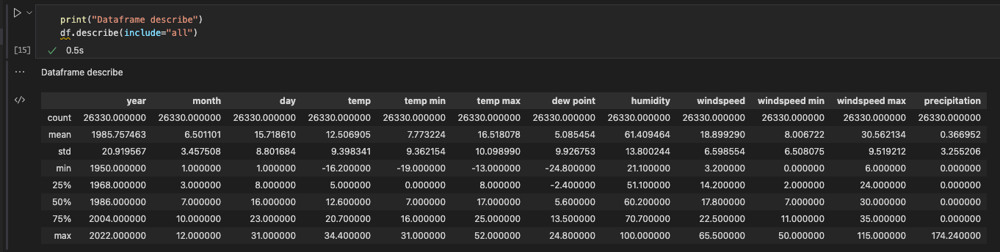 print("Dataframe describe")
df.describe(include="all")
[15] 0.5s
... Dataframe describe
</> year month day temp temp min temp max dew point humidity windspeed windspeed min windspeed max precipitation
count 26330.000000 26330.000000 26330.000000 26330.000000 26330.000000 26330.000000 26330.000000 26330.000000 26330.000000 26330.000000 26330.000000 26330.000000
mean 1985.757463 6.501101 15.718610 12.506905 7.773224 16.518078 5.085454 61.409464 18.899290 8.006722 30.562134 0.366952
std 20.919567 3.457508 8.801684 9.398341 9.362154 10.098990 9.926753 13.800244 6.598554 6.508075 9.519212 3.255206
min 1950.000000 1.000000 1.000000 -16.200000 -19.000000 -13.000000 -24.800000 21.100000 3.200000 0.000000 6.000000 0.000000
25% 1968.000000 3.000000 8.000000 5.000000 0.000000 8.000000 -2.400000 51.100000 14.200000 2.000000 24.000000 0.000000
50% 1986.000000 7.000000 16.000000 12.600000 7.000000 17.000000 5.600000 60.200000 17.800000 7.000000 30.000000 0.000000
75% 2004.000000 10.000000 23.000000 20.700000 16.000000 25.000000 13.500000 70.700000 22.500000 11.000000 35.000000 0.000000
max 2022.000000 12.000000 31.000000 34.400000 31.000000 52.000000 24.800000 100.000000 65.500000 50.000000 115.000000 174.240000